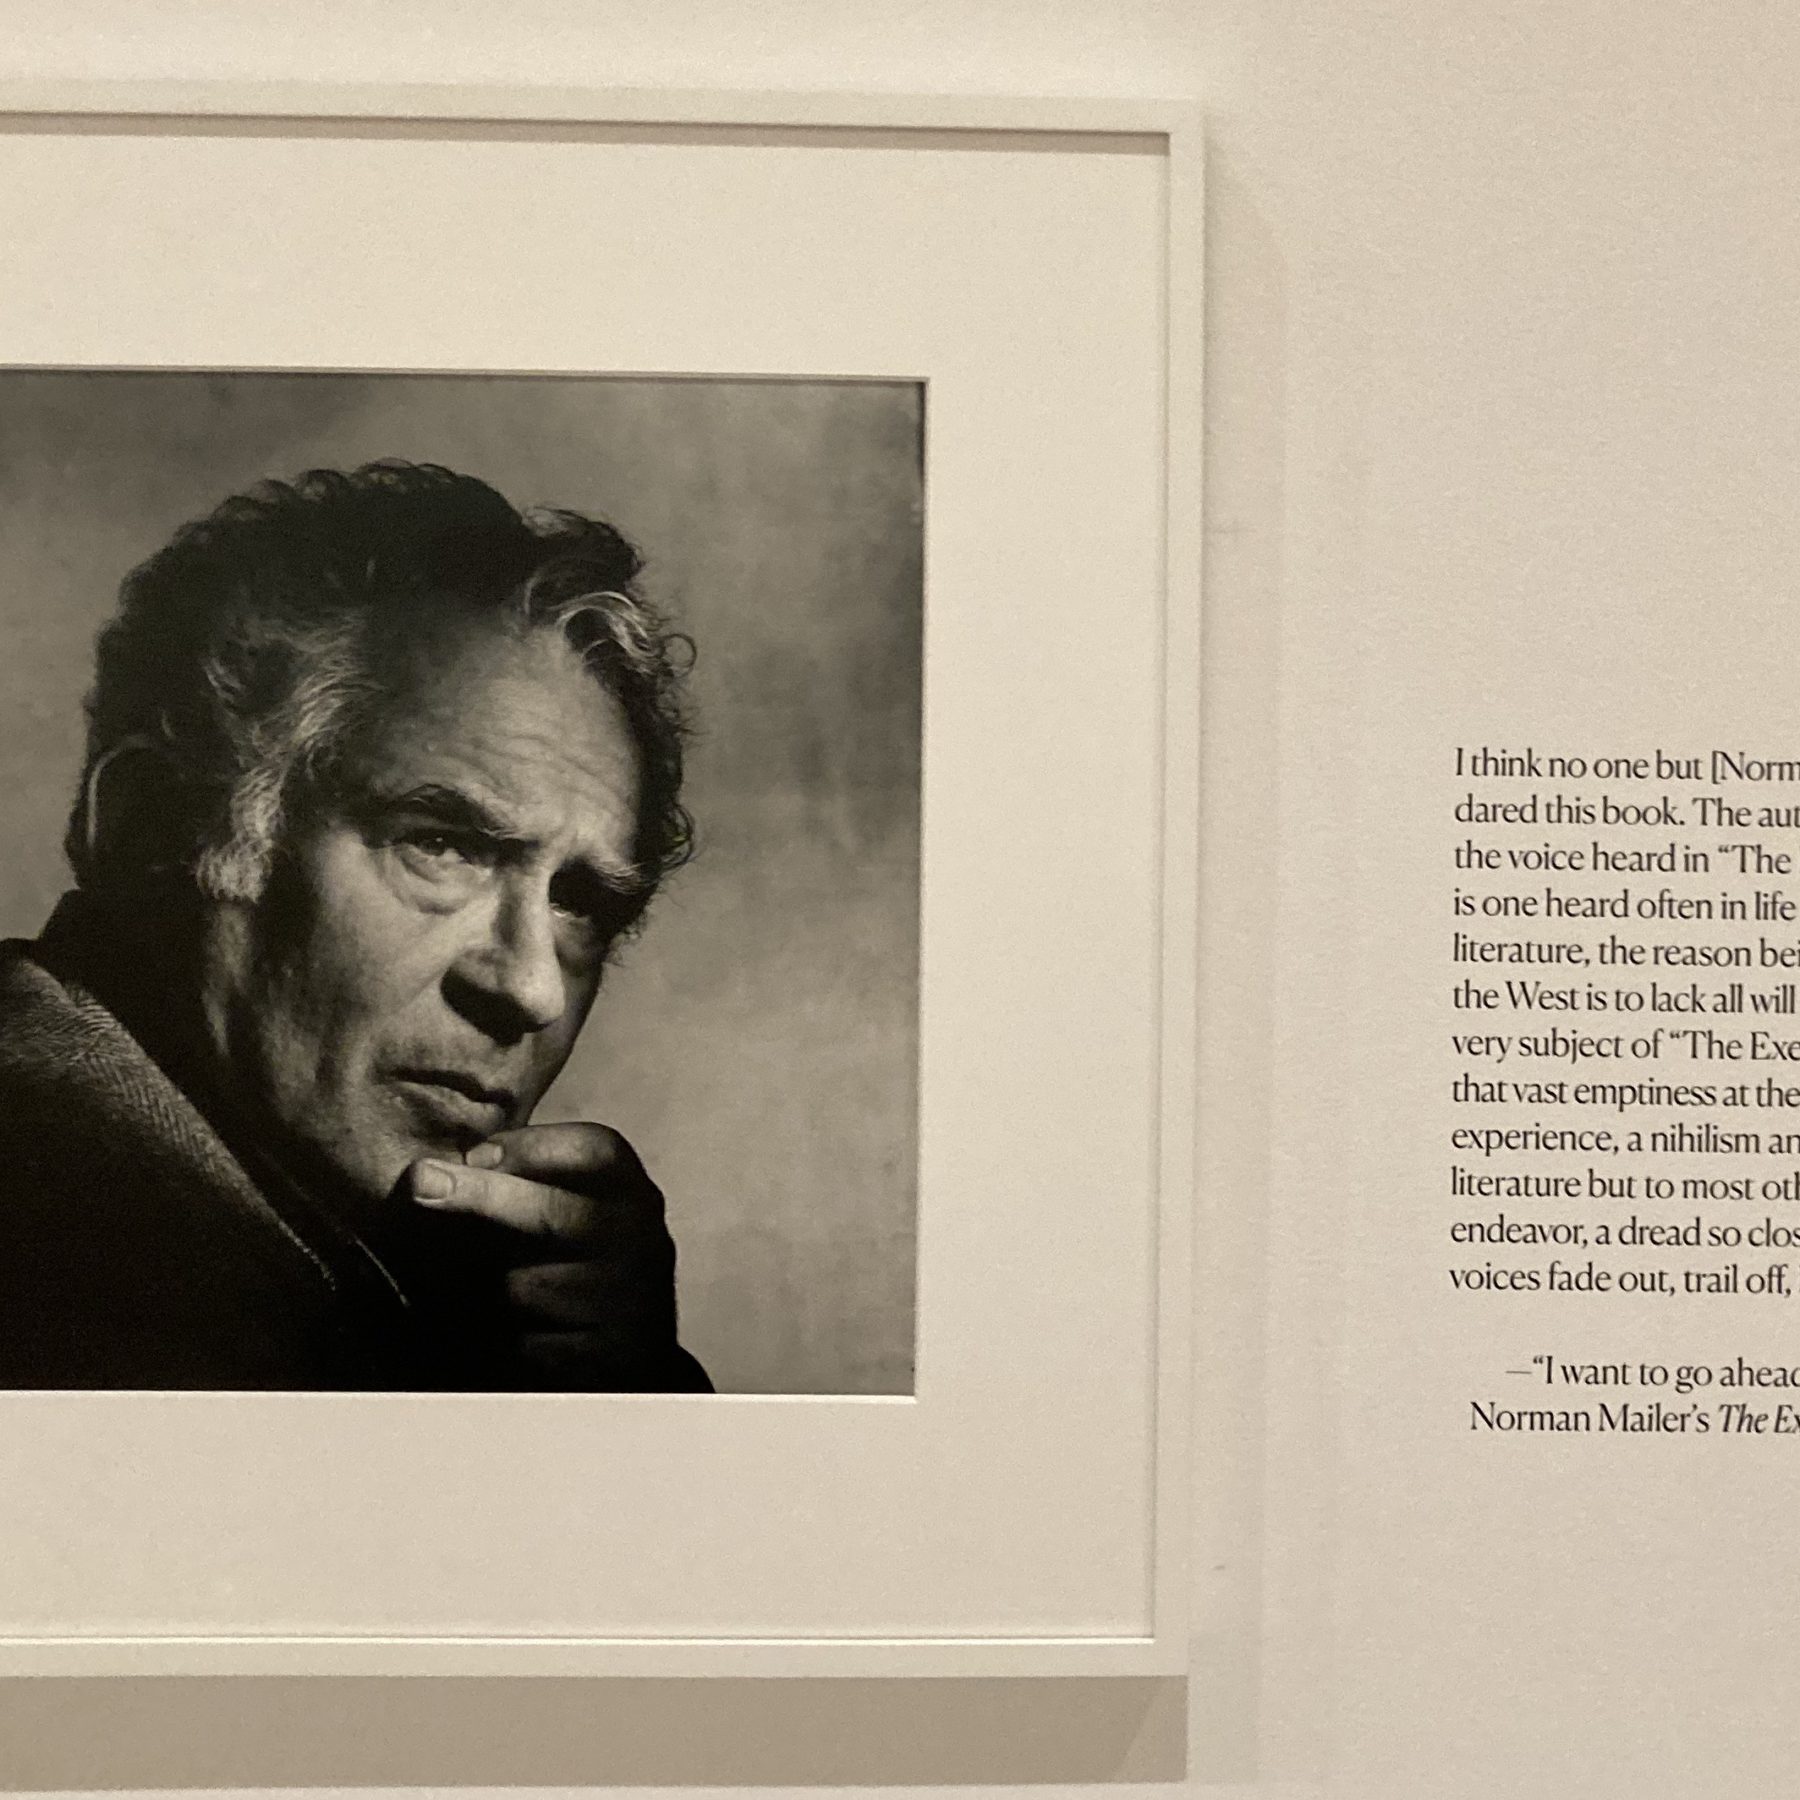 I think no one but [Norm
dared this book. The aut
the voice heard in “The
is one heard often in life
literature, the reason bei
the West is to lack all will
very subject of “The Exe
that vast emptiness at the
experience, a nihilism an
literature but to most oth
endeavor, a dread so clos
voices fade out, trail off,
—“I want to go ahead
Norman Mailer’s The Ex